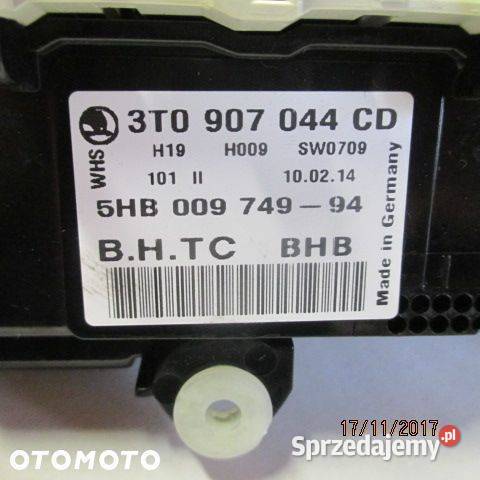 WHS
3T0 907 044 CD
H19 H009 SW0709
101 II 10.02.14
5HB 009 749-94
B.H.TC BHB
Made in Germany
17/11/2017
OTOMOTO
Sprzedajemy.pl